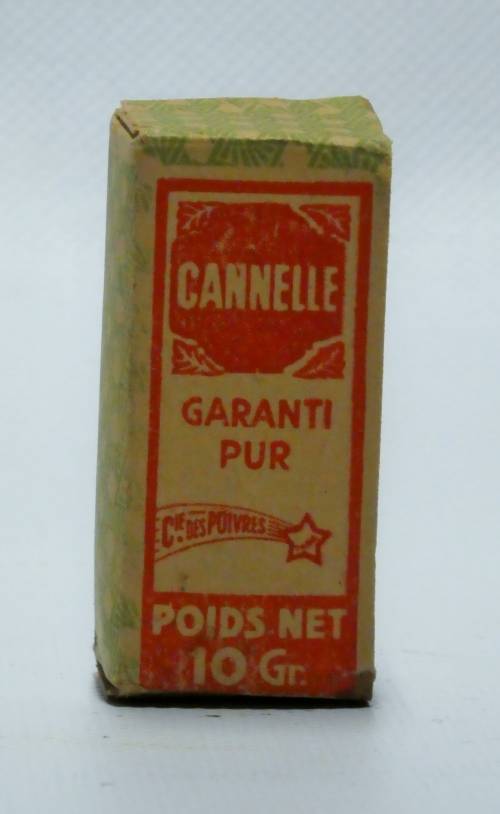 CANNELLE
GARANTI
PUR
Cie DES POIVRES
POIDS NET
10 Gr.